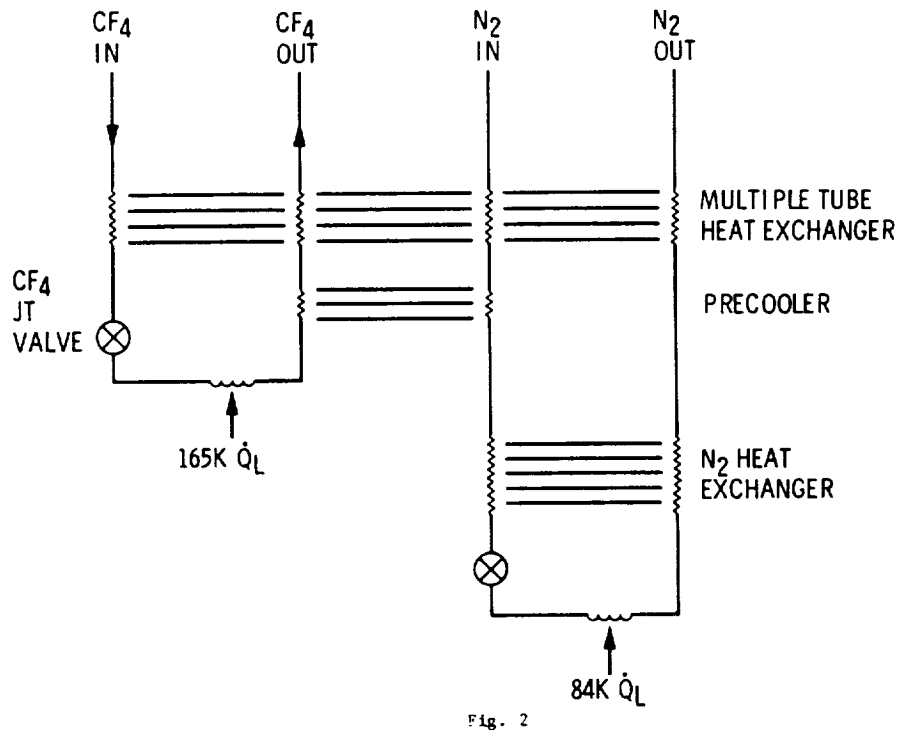 CF4 IN
CF4 OUT
N2 IN
N2 OUT
MULTIPLE TUBE
HEAT EXCHANGER
CF4
JT
VALVE
PRECOOLER
165K Q̇L
N2 HEAT
EXCHANGER
84K Q̇L
Fig. 2